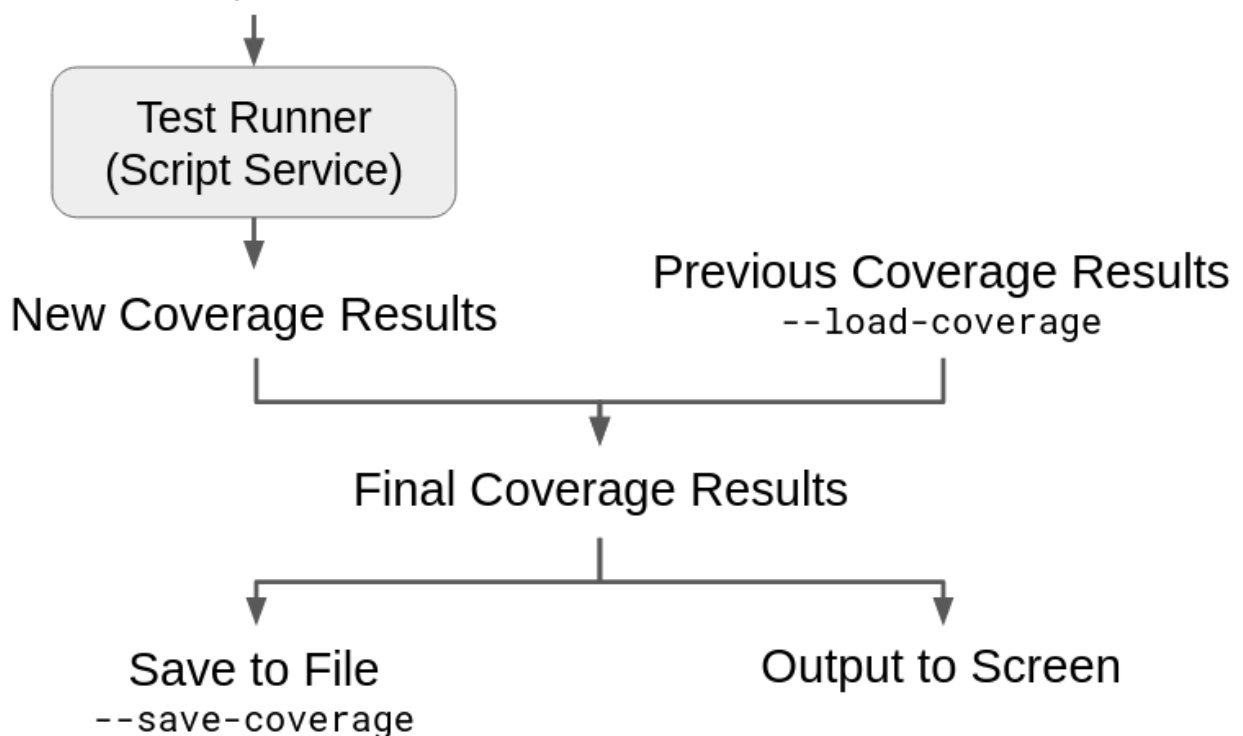 Test Runner
(Script Service)
New Coverage Results
Previous Coverage Results
--load-coverage
Final Coverage Results
Save to File
--save-coverage
Output to Screen